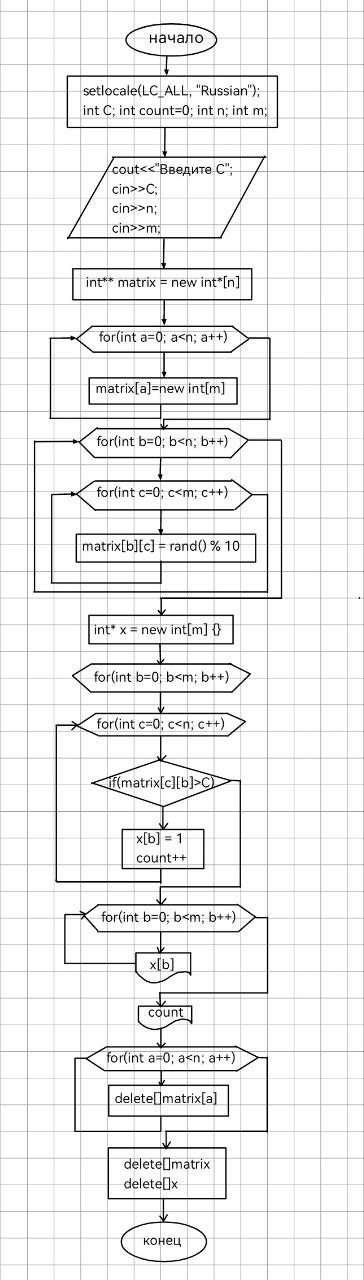 начало
setlocale(LC_ALL, "Russian");
int C; int count=0; int n; int m;
cout<<"Введите С";
cin>>C;
cin>>n;
cin>>m;
int** matrix = new int*[n]
for(int a=0; a<n; a++)
matrix[a]=new int[m]
for(int b=0; b<n; b++)
for(int c=0; c<m; c++)
matrix[b][c] = rand() % 10
int* x = new int[m] {}
for(int b=0; b<m; b++)
for(int c=0; c<n; c++)
if(matrix[c][b]>C)
x[b] = 1
count++
for(int b=0; b<m; b++)
x[b]
count
for(int a=0; a<n; a++)
delete[]matrix[a]
delete[]matrix
delete[]x
конец